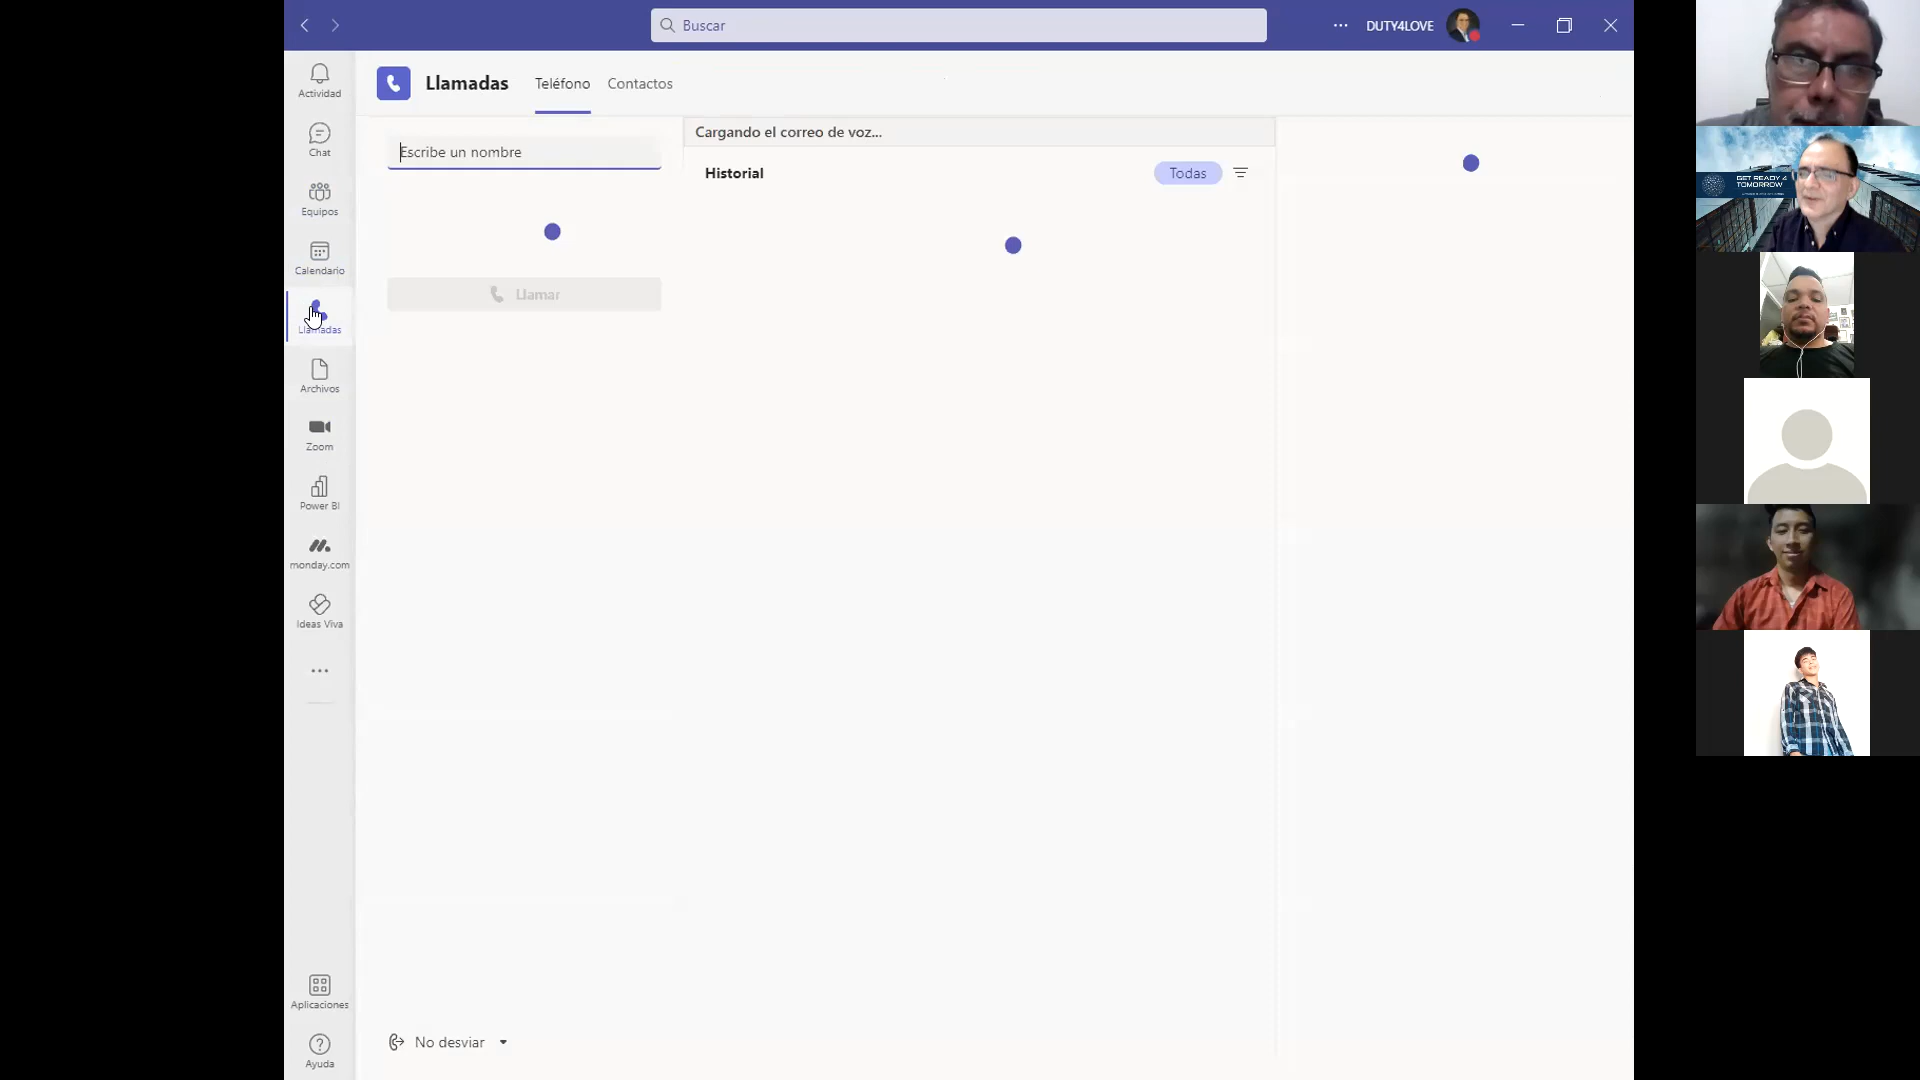 Buscar
DUTY4LOVE
Actividad
Chat
Equipos
Calendario
Llamadas
Archivos
Zoom
Power BI
monday.com
Ideas Viva
Aplicaciones
Ayuda
Llamadas
Teléfono
Contactos
Escribe un nombre
Llamar
No desviar
Cargando el correo de voz...
Historial
Todas
GET READY 4
TOMORROW